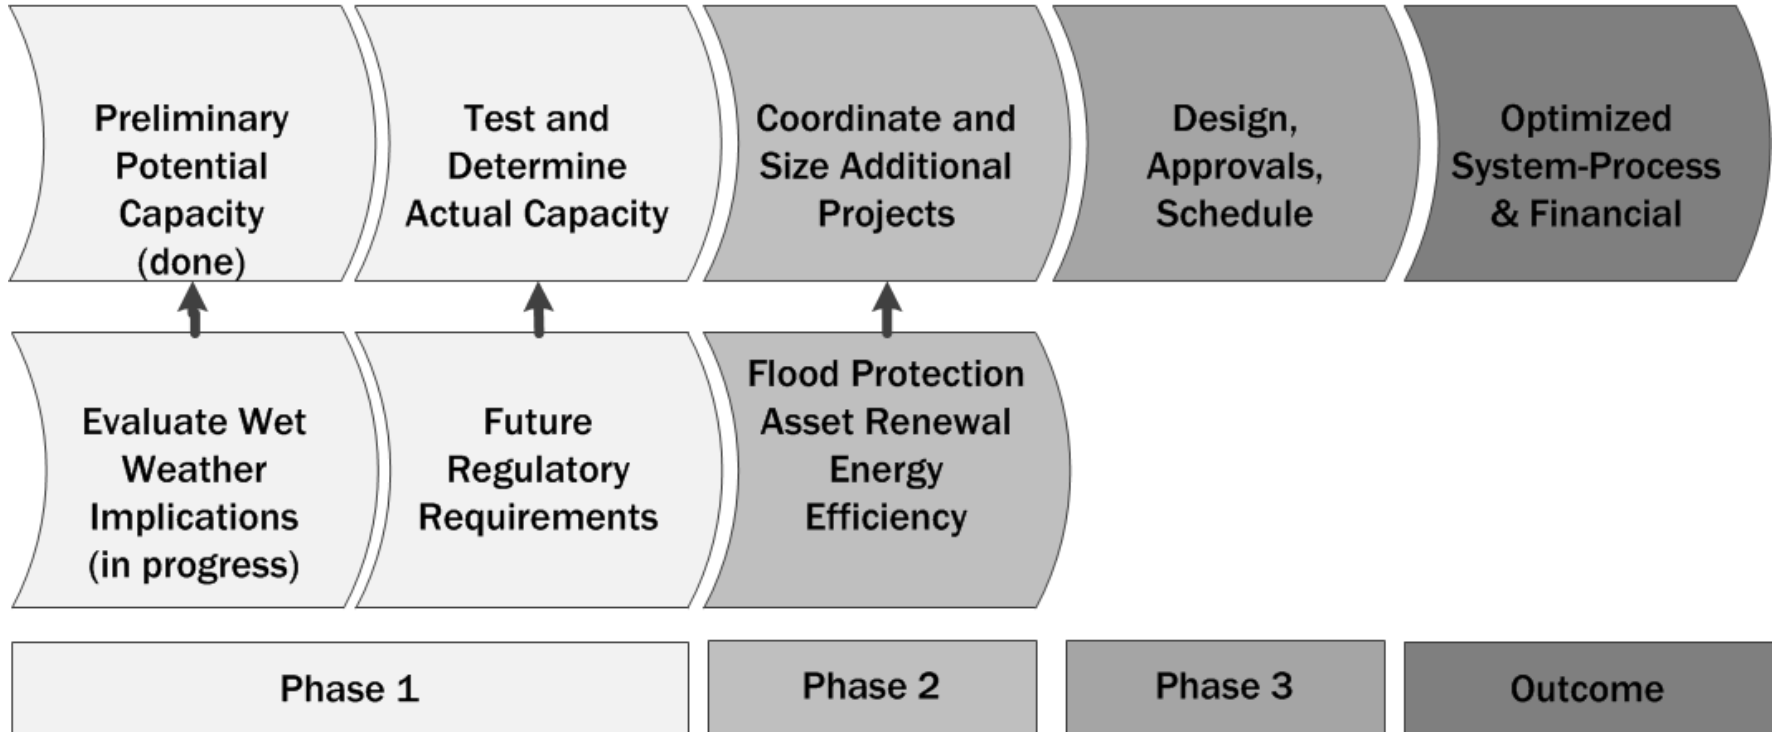 Preliminary
Potential
Capacity
(done)
Test and
Determine
Actual Capacity
Coordinate and
Size Additional
Projects
Design,
Approvals,
Schedule
Optimized
System-Process
& Financial
Evaluate Wet
Weather
Implications
(in progress)
Future
Regulatory
Requirements
Flood Protection
Asset Renewal
Energy
Efficiency
Phase 1
Phase 2
Phase 3
Outcome